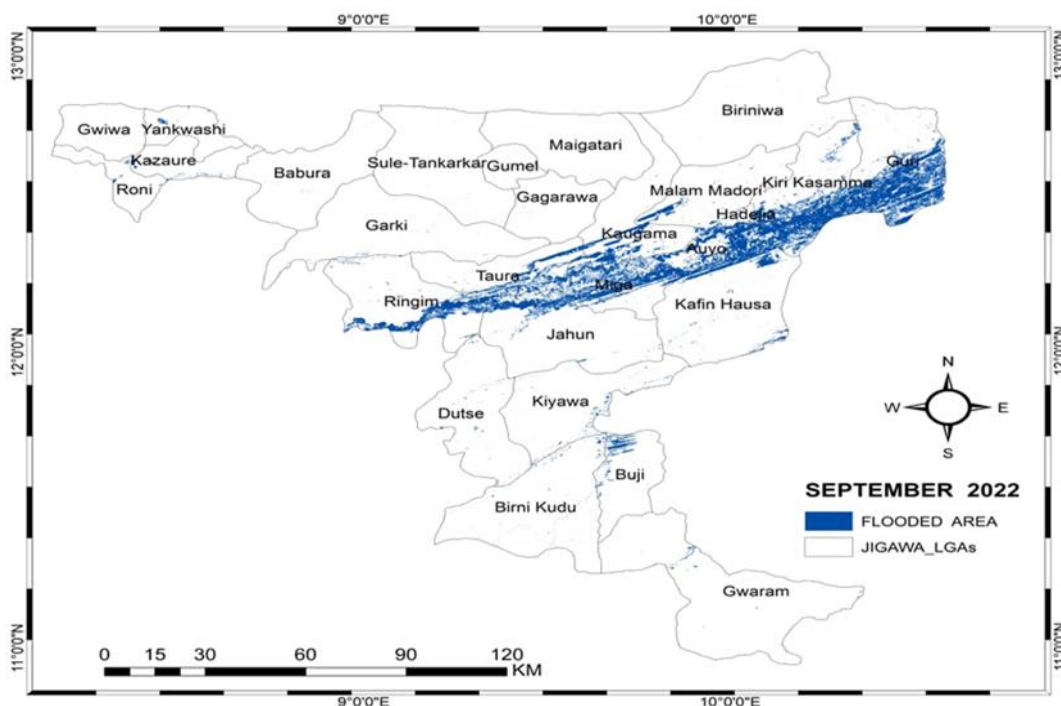 9°0'0"E 10°0'0"E
13°0'0"N 13°0'0"N
Biriniwa
Gwiwa Yankwashi
Maigatari
Kazaure Sule-Tankarkar Gumel Guri
Babura Kiri Kasamma
Roni Malam Madori
Gagarawa
Hadejia
Garki Kaugama
Auyo
Taura
Miga
Ringim Kafin Hausa
12°0'0"N Jahun 12°0'0"N
N
Kiyawa
Dutse W E
S
Buji
SEPTEMBER 2022
Birni Kudu
FLOODED AREA
JIGAWA_LGAs
Gwaram
11°0'0"N 11°0'0"N
0 15 30 60 90 120
KM
9°0'0"E 10°0'0"E